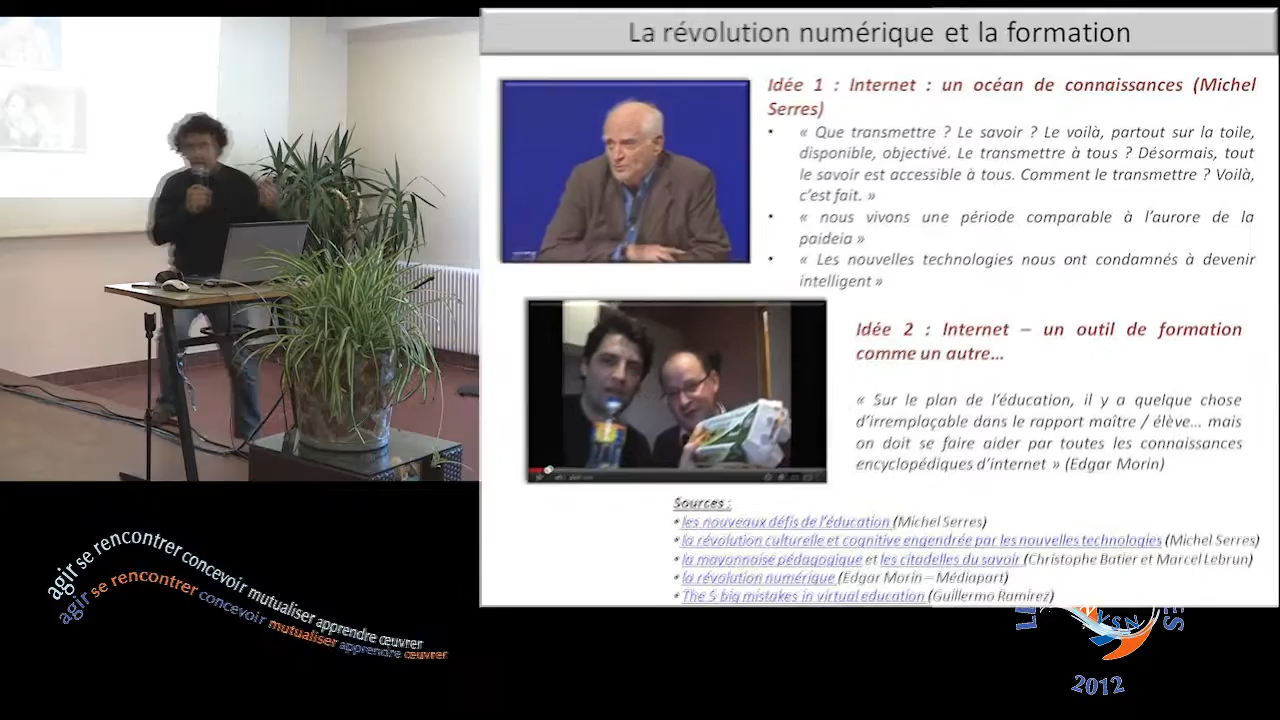 La révolution numérique et la formation
Idée 1 : Internet : un océan de connaissances (Michel
Serres)
• « Que transmettre ? Le savoir ? Le voilà, partout sur la toile,
disponible, objectivé. Le transmettre à tous ? Désormais, tout
le savoir est accessible à tous. Comment le transmettre ? Voilà,
c'est fait. »
• « nous vivons une période comparable à l'aurore de la
paideia »
• « Les nouvelles technologies nous ont condamnés à devenir
intelligent »
Idée 2 : Internet – un outil de formation
comme un autre…
« Sur le plan de l'éducation, il y a quelque chose
d'irremplaçable dans le rapport maître / élève… mais
on doit se faire aider par toutes les connaissances
encyclopédiques d'internet » (Edgar Morin)
Sources :
• les nouveaux défis de l'éducation (Michel Serres)
• la révolution culturelle et cognitive engendrée par les nouvelles technologies (Michel Serres)
• la mayonnaise pédagogique et les citadelles du savoir (Christophe Batier et Marcel Lebrun)
• la révolution numérique (Edgar Morin – Médiapart)
• The 5 big mistakes in virtual education (Guillermo Ramirez)
agir se rencontrer concevoir mutualiser apprendre œuvrer
agir se rencontrer concevoir mutualiser apprendre œuvrer
2012